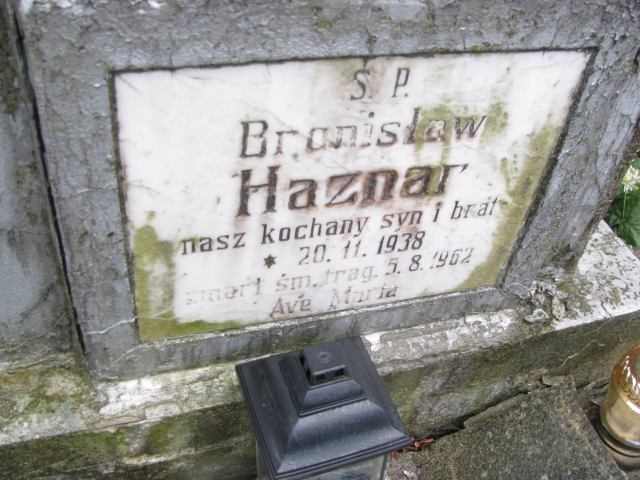 Ś. P.
Bronisław
Haznar
nasz kochany syn i brat
* 20. 11. 1938
zmarł śm. trag. 5. 8. 1962
Ave Maria